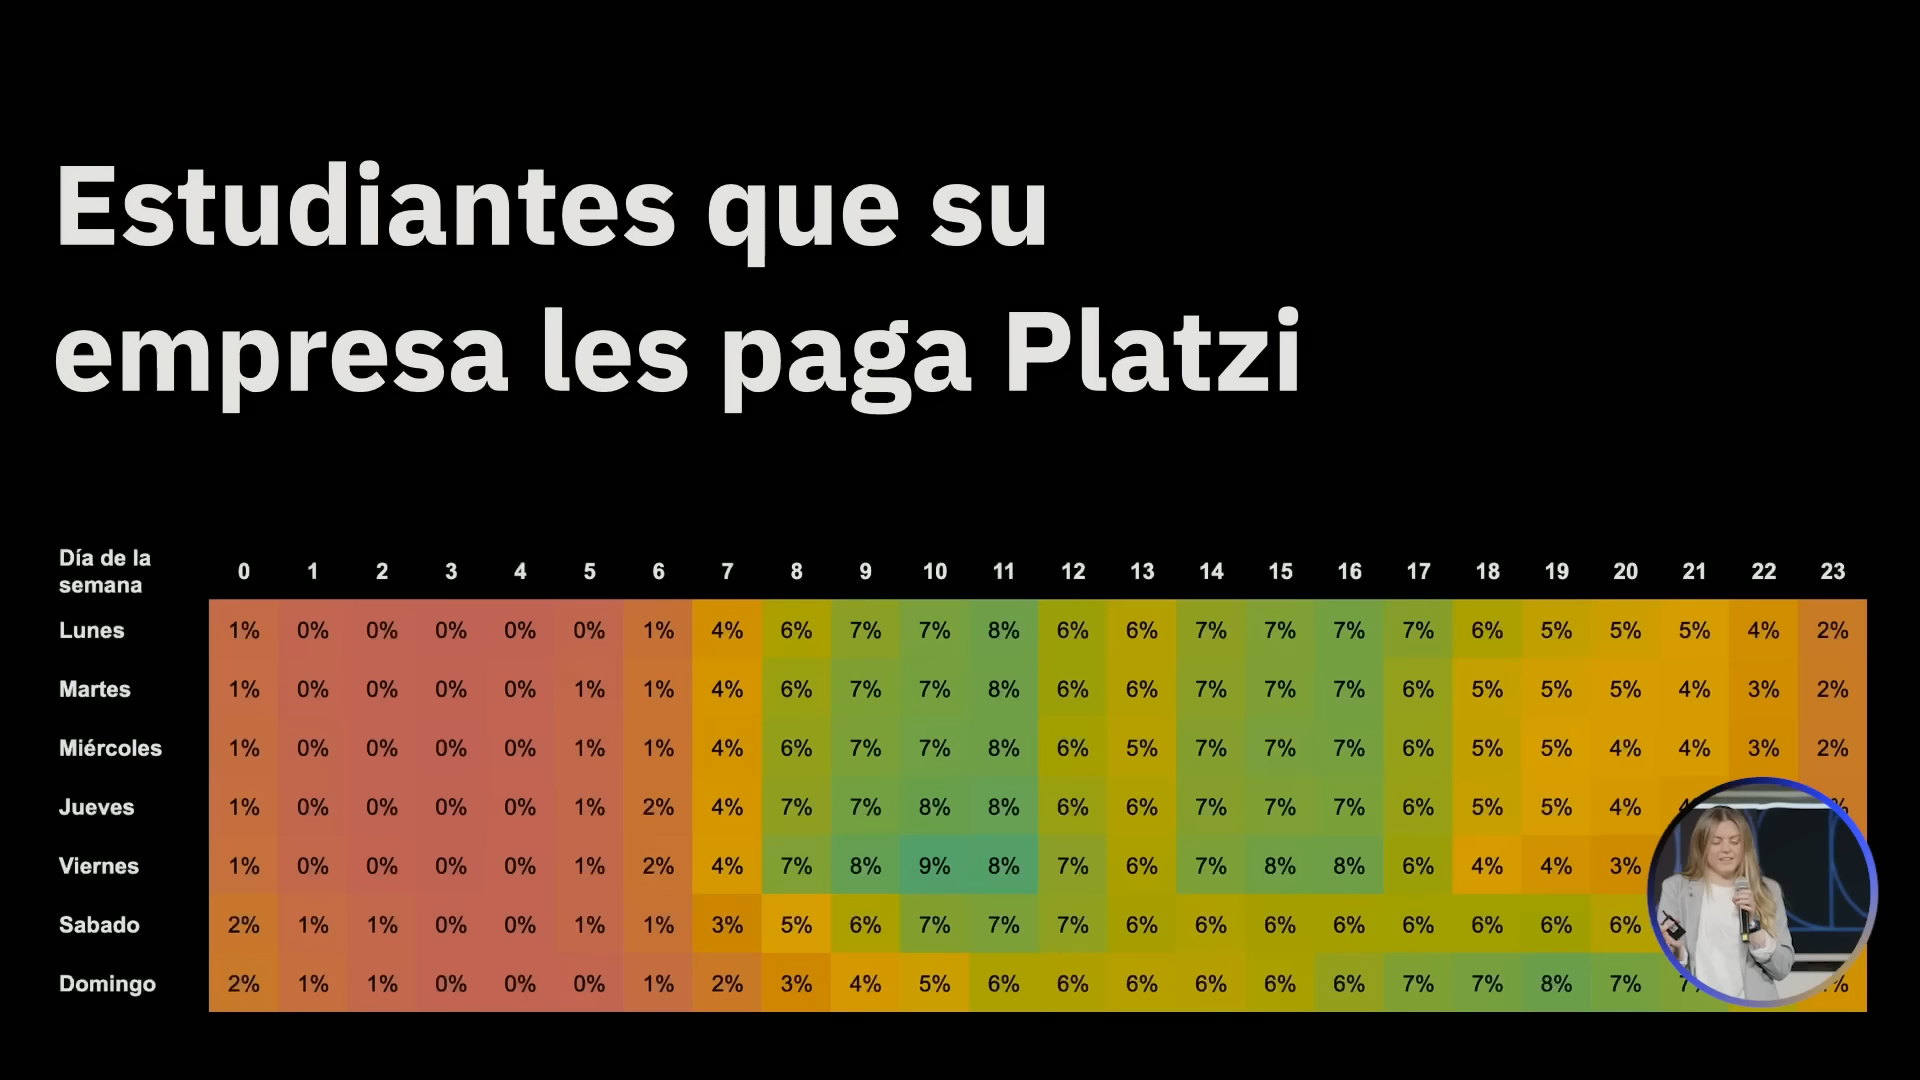 Estudiantes que su
empresa les paga Platzi
Día de la
semana 0 1 2 3 4 5 6 7 8 9 10 11 12 13 14 15 16 17 18 19 20 21 22 23
Lunes 1% 0% 0% 0% 0% 0% 1% 4% 6% 7% 7% 8% 6% 6% 7% 7% 7% 7% 6% 5% 5% 5% 4% 2%
Martes 1% 0% 0% 0% 0% 1% 1% 4% 6% 7% 7% 8% 6% 6% 7% 7% 7% 6% 5% 5% 5% 4% 3% 2%
Miércoles 1% 0% 0% 0% 0% 1% 1% 4% 6% 7% 7% 8% 6% 5% 7% 7% 7% 6% 5% 5% 4% 4% 3% 2%
Jueves 1% 0% 0% 0% 0% 1% 2% 4% 7% 7% 8% 8% 6% 6% 7% 7% 7% 6% 5% 5% 4%
Viernes 1% 0% 0% 0% 0% 1% 2% 4% 7% 8% 9% 8% 7% 6% 7% 8% 8% 6% 4% 4% 3%
Sabado 2% 1% 1% 0% 0% 1% 1% 3% 5% 6% 7% 7% 7% 6% 6% 6% 6% 6% 6% 6% 6%
Domingo 2% 1% 1% 0% 0% 0% 1% 2% 3% 4% 5% 6% 6% 6% 6% 6% 6% 7% 7% 8% 7%